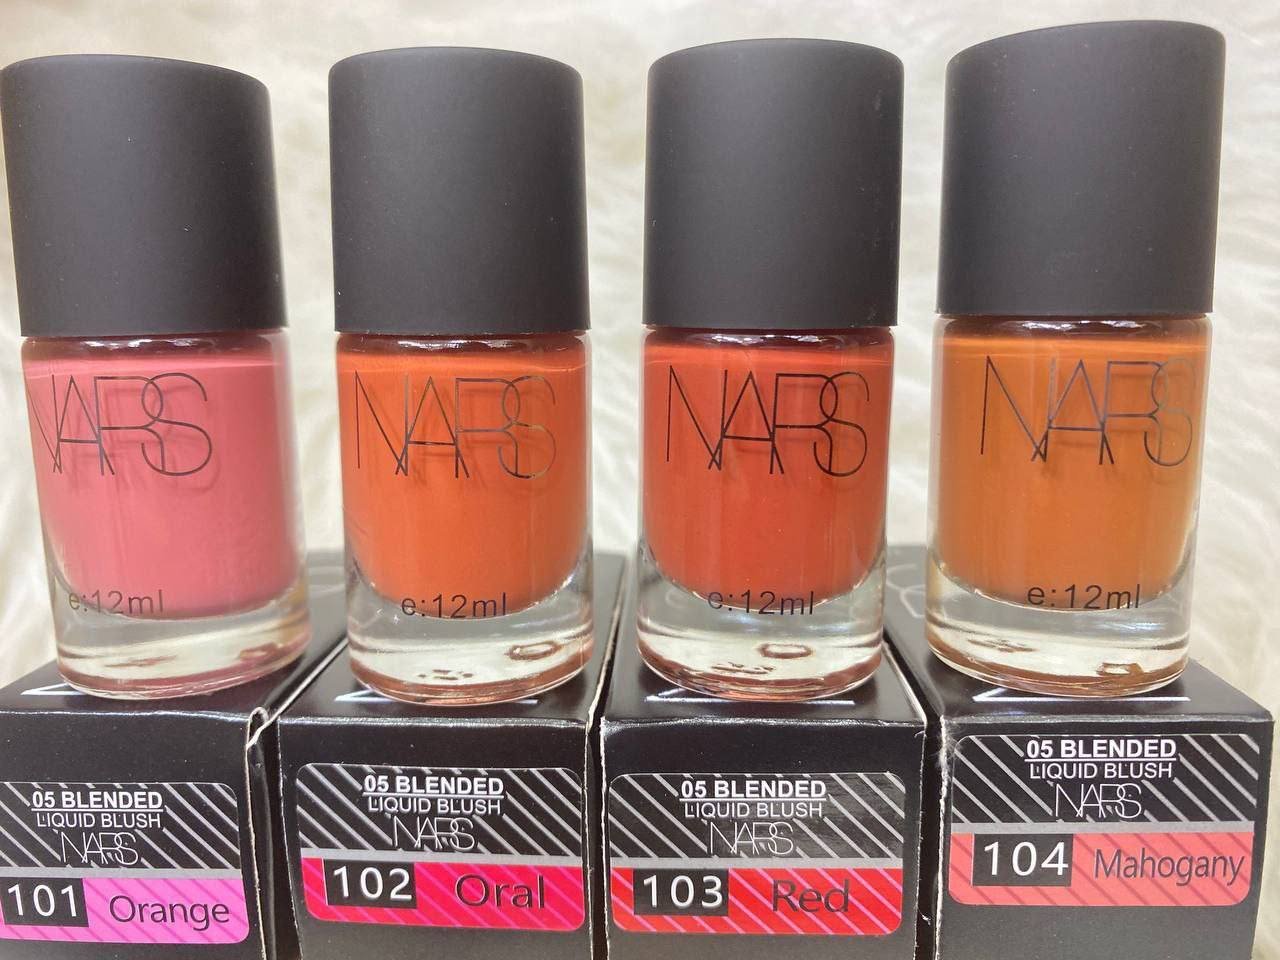 NARS
e:12ml
NARS
e:12ml
NARS
e:12ml
NARS
e:12ml
05 BLENDED
LIQUID BLUSH
NARS
101 Orange
05 BLENDED
LIQUID BLUSH
NARS
102 Oral
05 BLENDED
LIQUID BLUSH
NARS
103 Red
05 BLENDED
LIQUID BLUSH
NARS
104 Mahogany